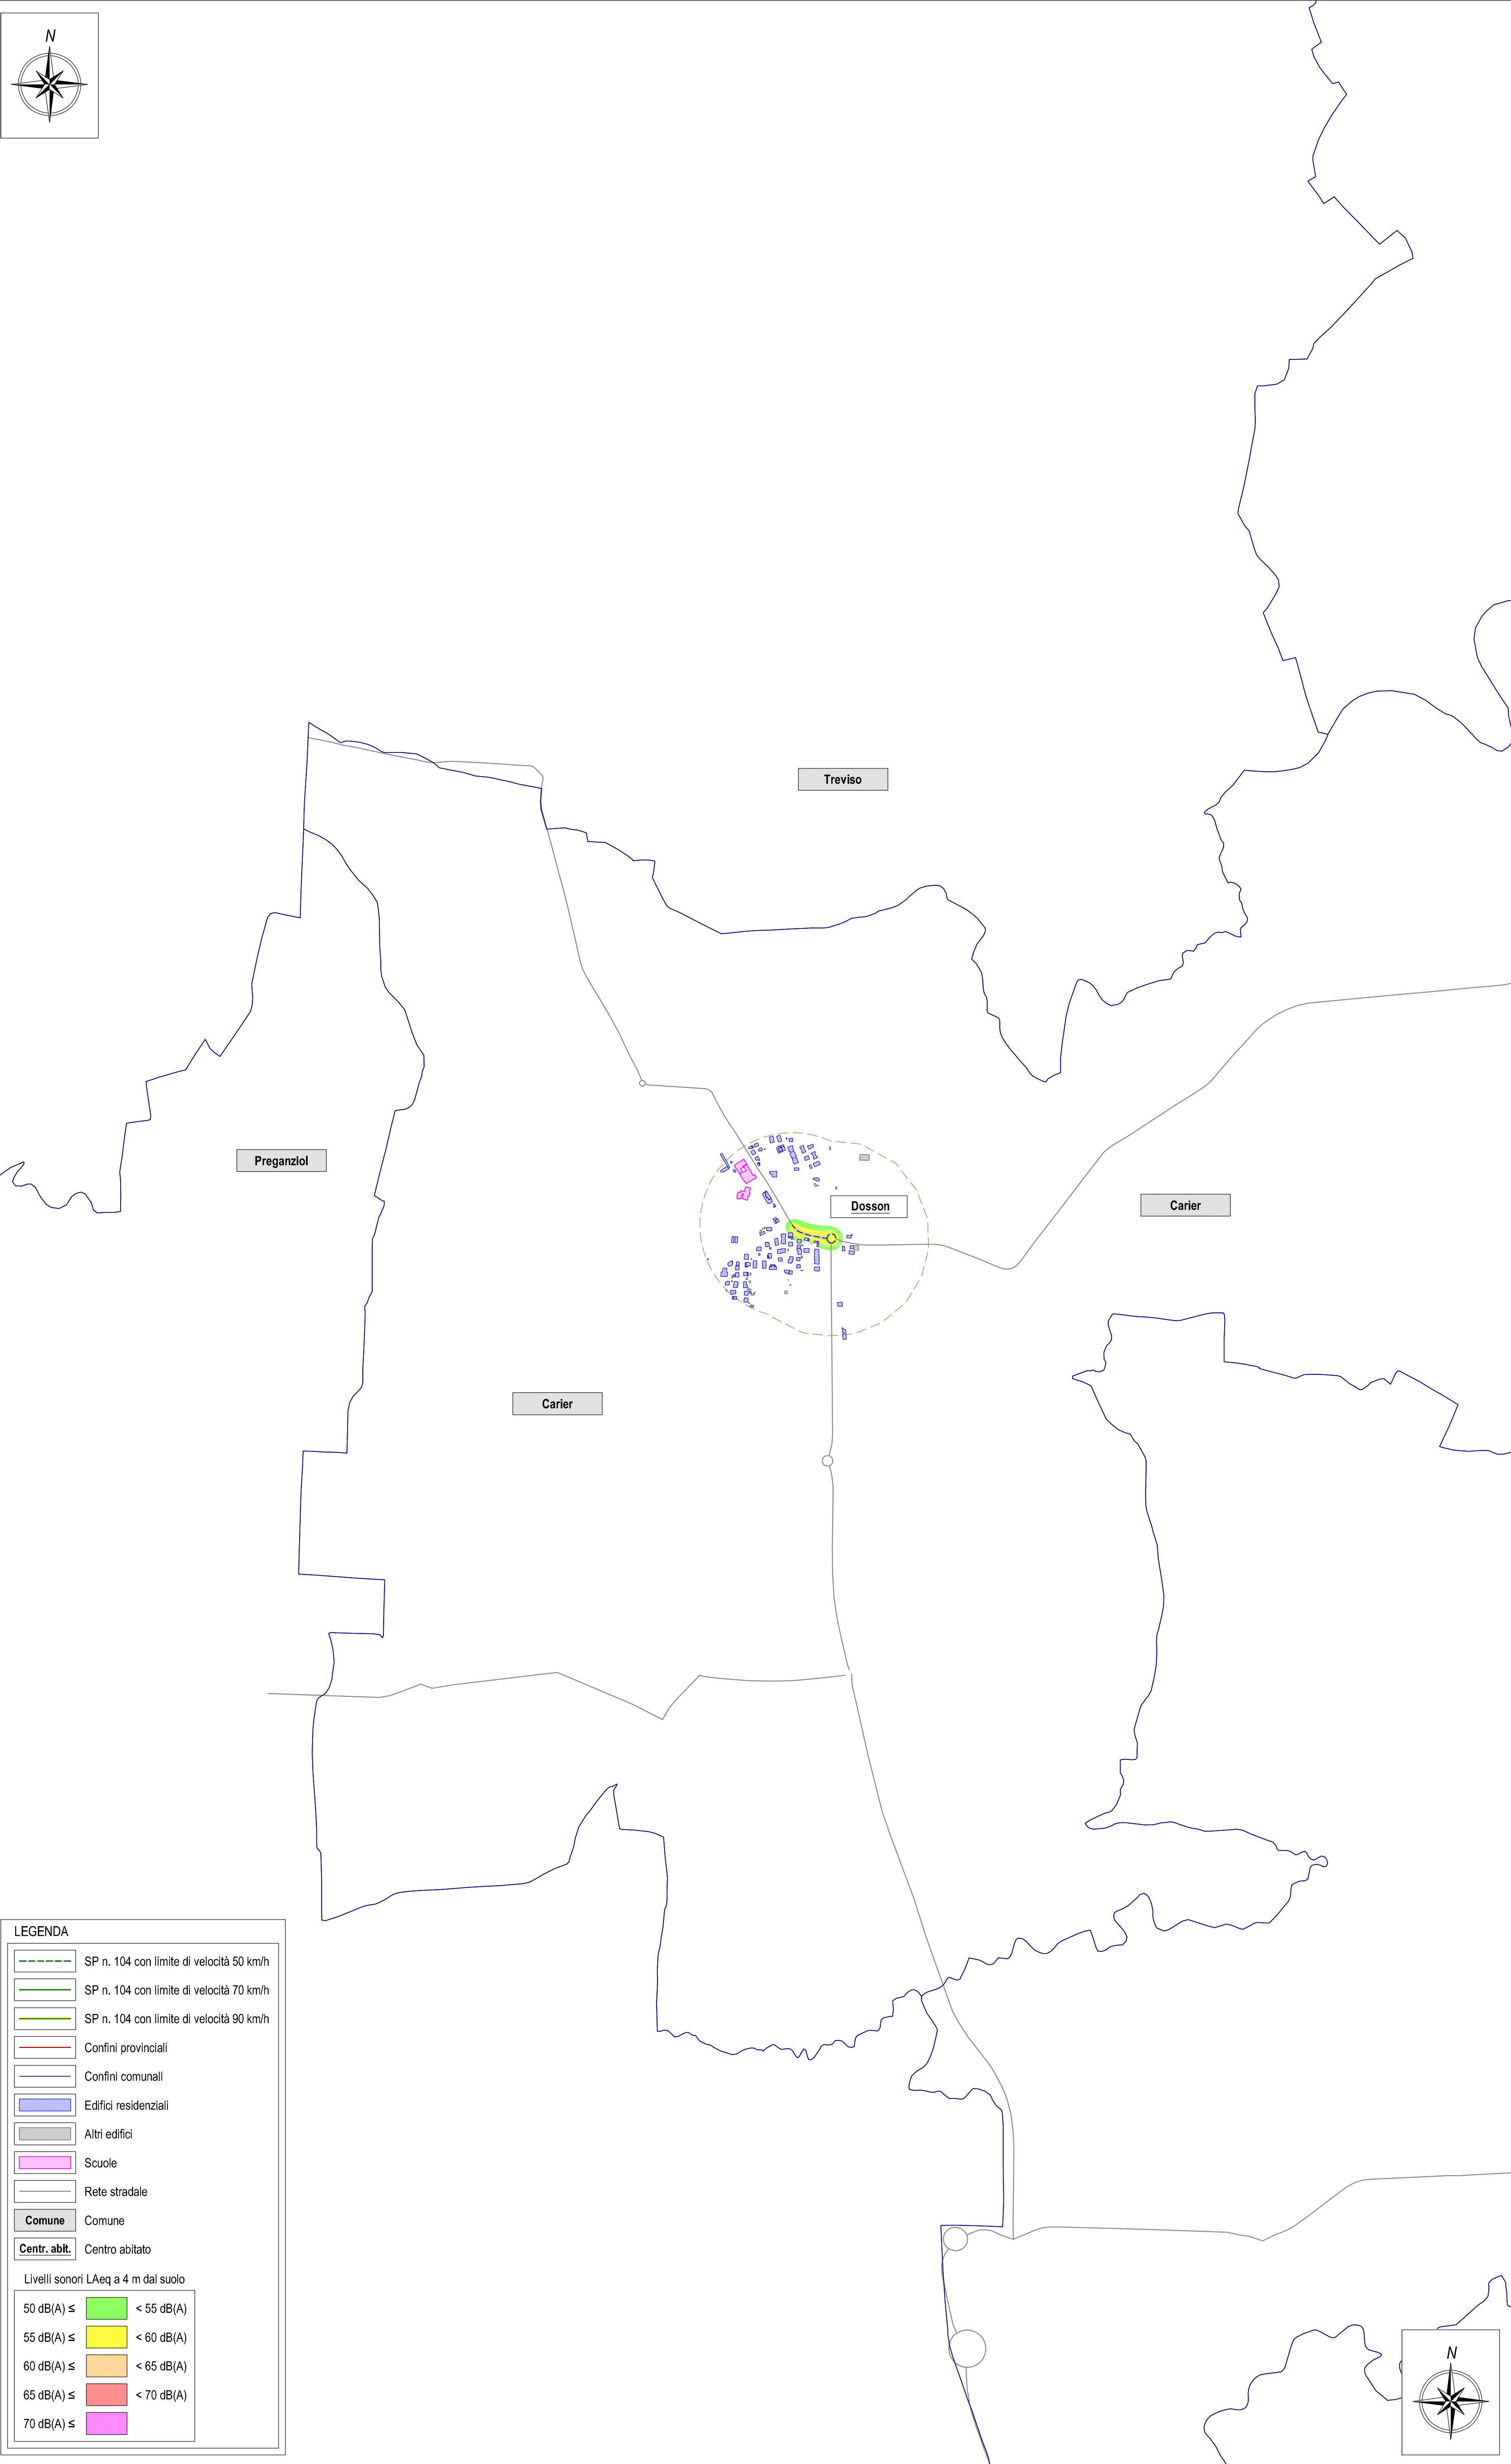 N
Treviso
Preganziol
Dosson
Carier
Carier
LEGENDA
SP n. 104 con limite di velocità 50 km/h
SP n. 104 con limite di velocità 70 km/h
SP n. 104 con limite di velocità 90 km/h
Confini provinciali
Confini comunali
Edifici residenziali
Altri edifici
Scuole
Rete stradale
Comune Comune
Centr. abit. Centro abitato
Livelli sonori LAeq a 4 m dal suolo
50 dB(A) ≤ < 55 dB(A)
55 dB(A) ≤ < 60 dB(A)
60 dB(A) ≤ < 65 dB(A)
65 dB(A) ≤ < 70 dB(A)
70 dB(A) ≤
N